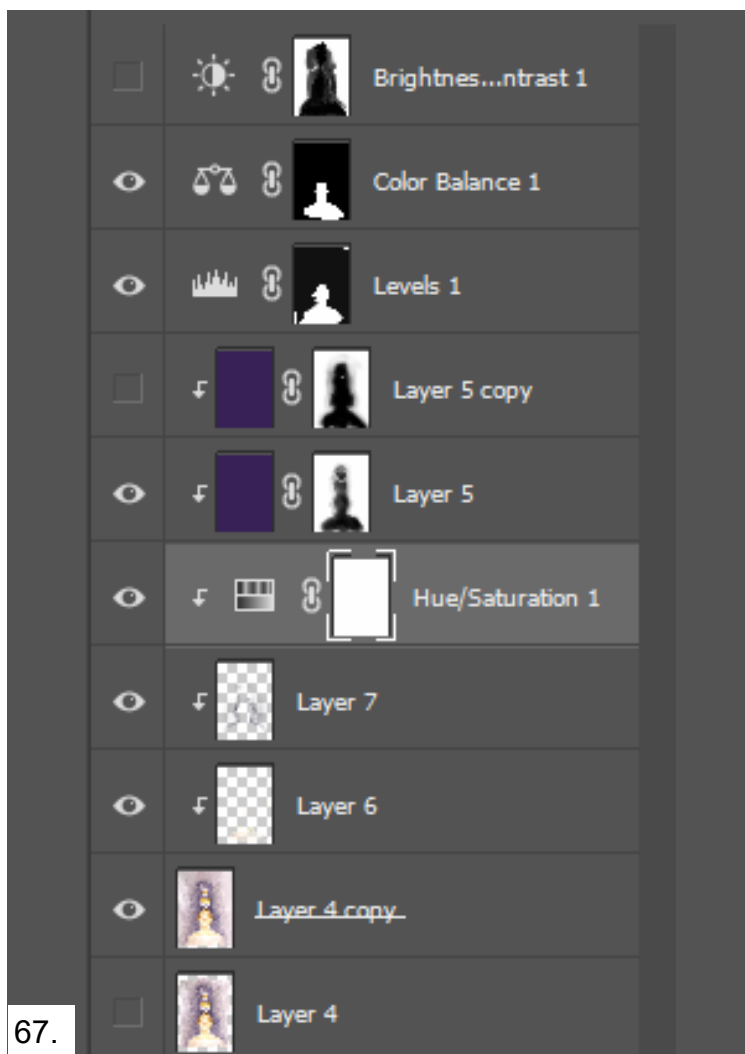 Brightnes...ntrast 1
Color Balance 1
Levels 1
Layer 5 copy
Layer 5
Hue/Saturation 1
Layer 7
Layer 6
Layer 4 copy
Layer 4
67.